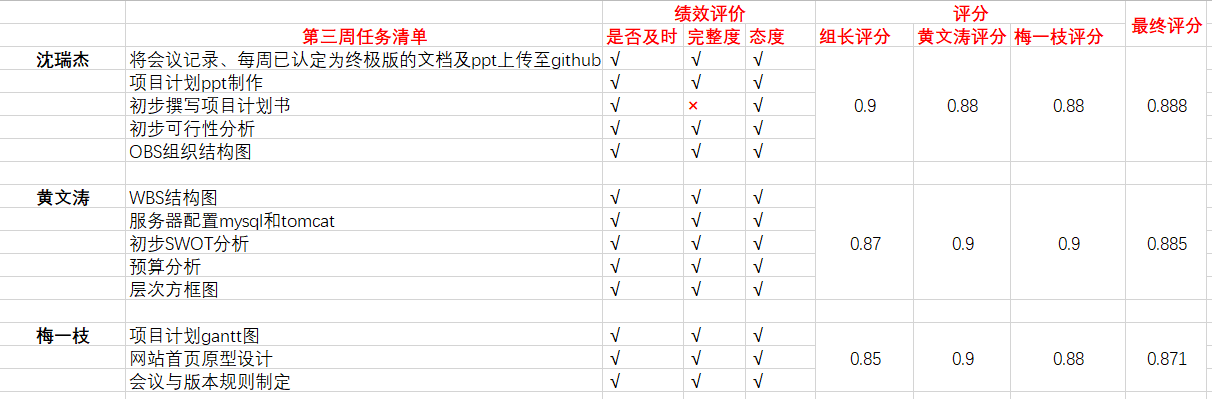 绩效评价 评分 最终评分
第三周任务清单 是否及时 完整度 态度 组长评分 黄文涛评分 梅一枝评分
沈瑞杰 将会议记录、每周已认定为终极版的文档及ppt上传至github √ √ √
项目计划ppt制作 √ √ √
初步撰写项目计划书 √ × √ 0.9 0.88 0.88 0.888
初步可行性分析 √ √ √
OBS组织结构图 √ √ √
黄文涛 WBS结构图 √ √ √
服务器配置mysql和tomcat √ √ √
初步SWOT分析 √ √ √ 0.87 0.9 0.9 0.885
预算分析 √ √ √
层次方框图 √ √ √
梅一枝 项目计划gantt图 √ √ √
网站首页原型设计 √ √ √ 0.85 0.9 0.88 0.871
会议与版本规则制定 √ √ √